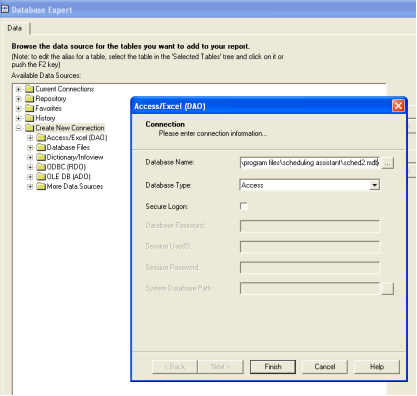 Database Expert
Data
Browse the data source for the tables you want to add to your report.
(Note: to edit the alias for a table, select the table in the 'Selected Tables' tree and click on it or
push the F2 key)
Available Data Sources:
Current Connections
Repository
Favorites
History
Create New Connection
Access/Excel (DAO)
Database Files
Dictionary/Infoview
ODBC (RDO)
OLE DB (ADO)
More Data Sources
Access/Excel (DAO)
Connection
Please enter connection information...
Database Name: \program files\scheduling assistant\sched2.mdb ...
Database Type: Access
Secure Logon:
Database Password:
Session UserID:
Session Password:
System Database Path:
< Back Next > Finish Cancel Help